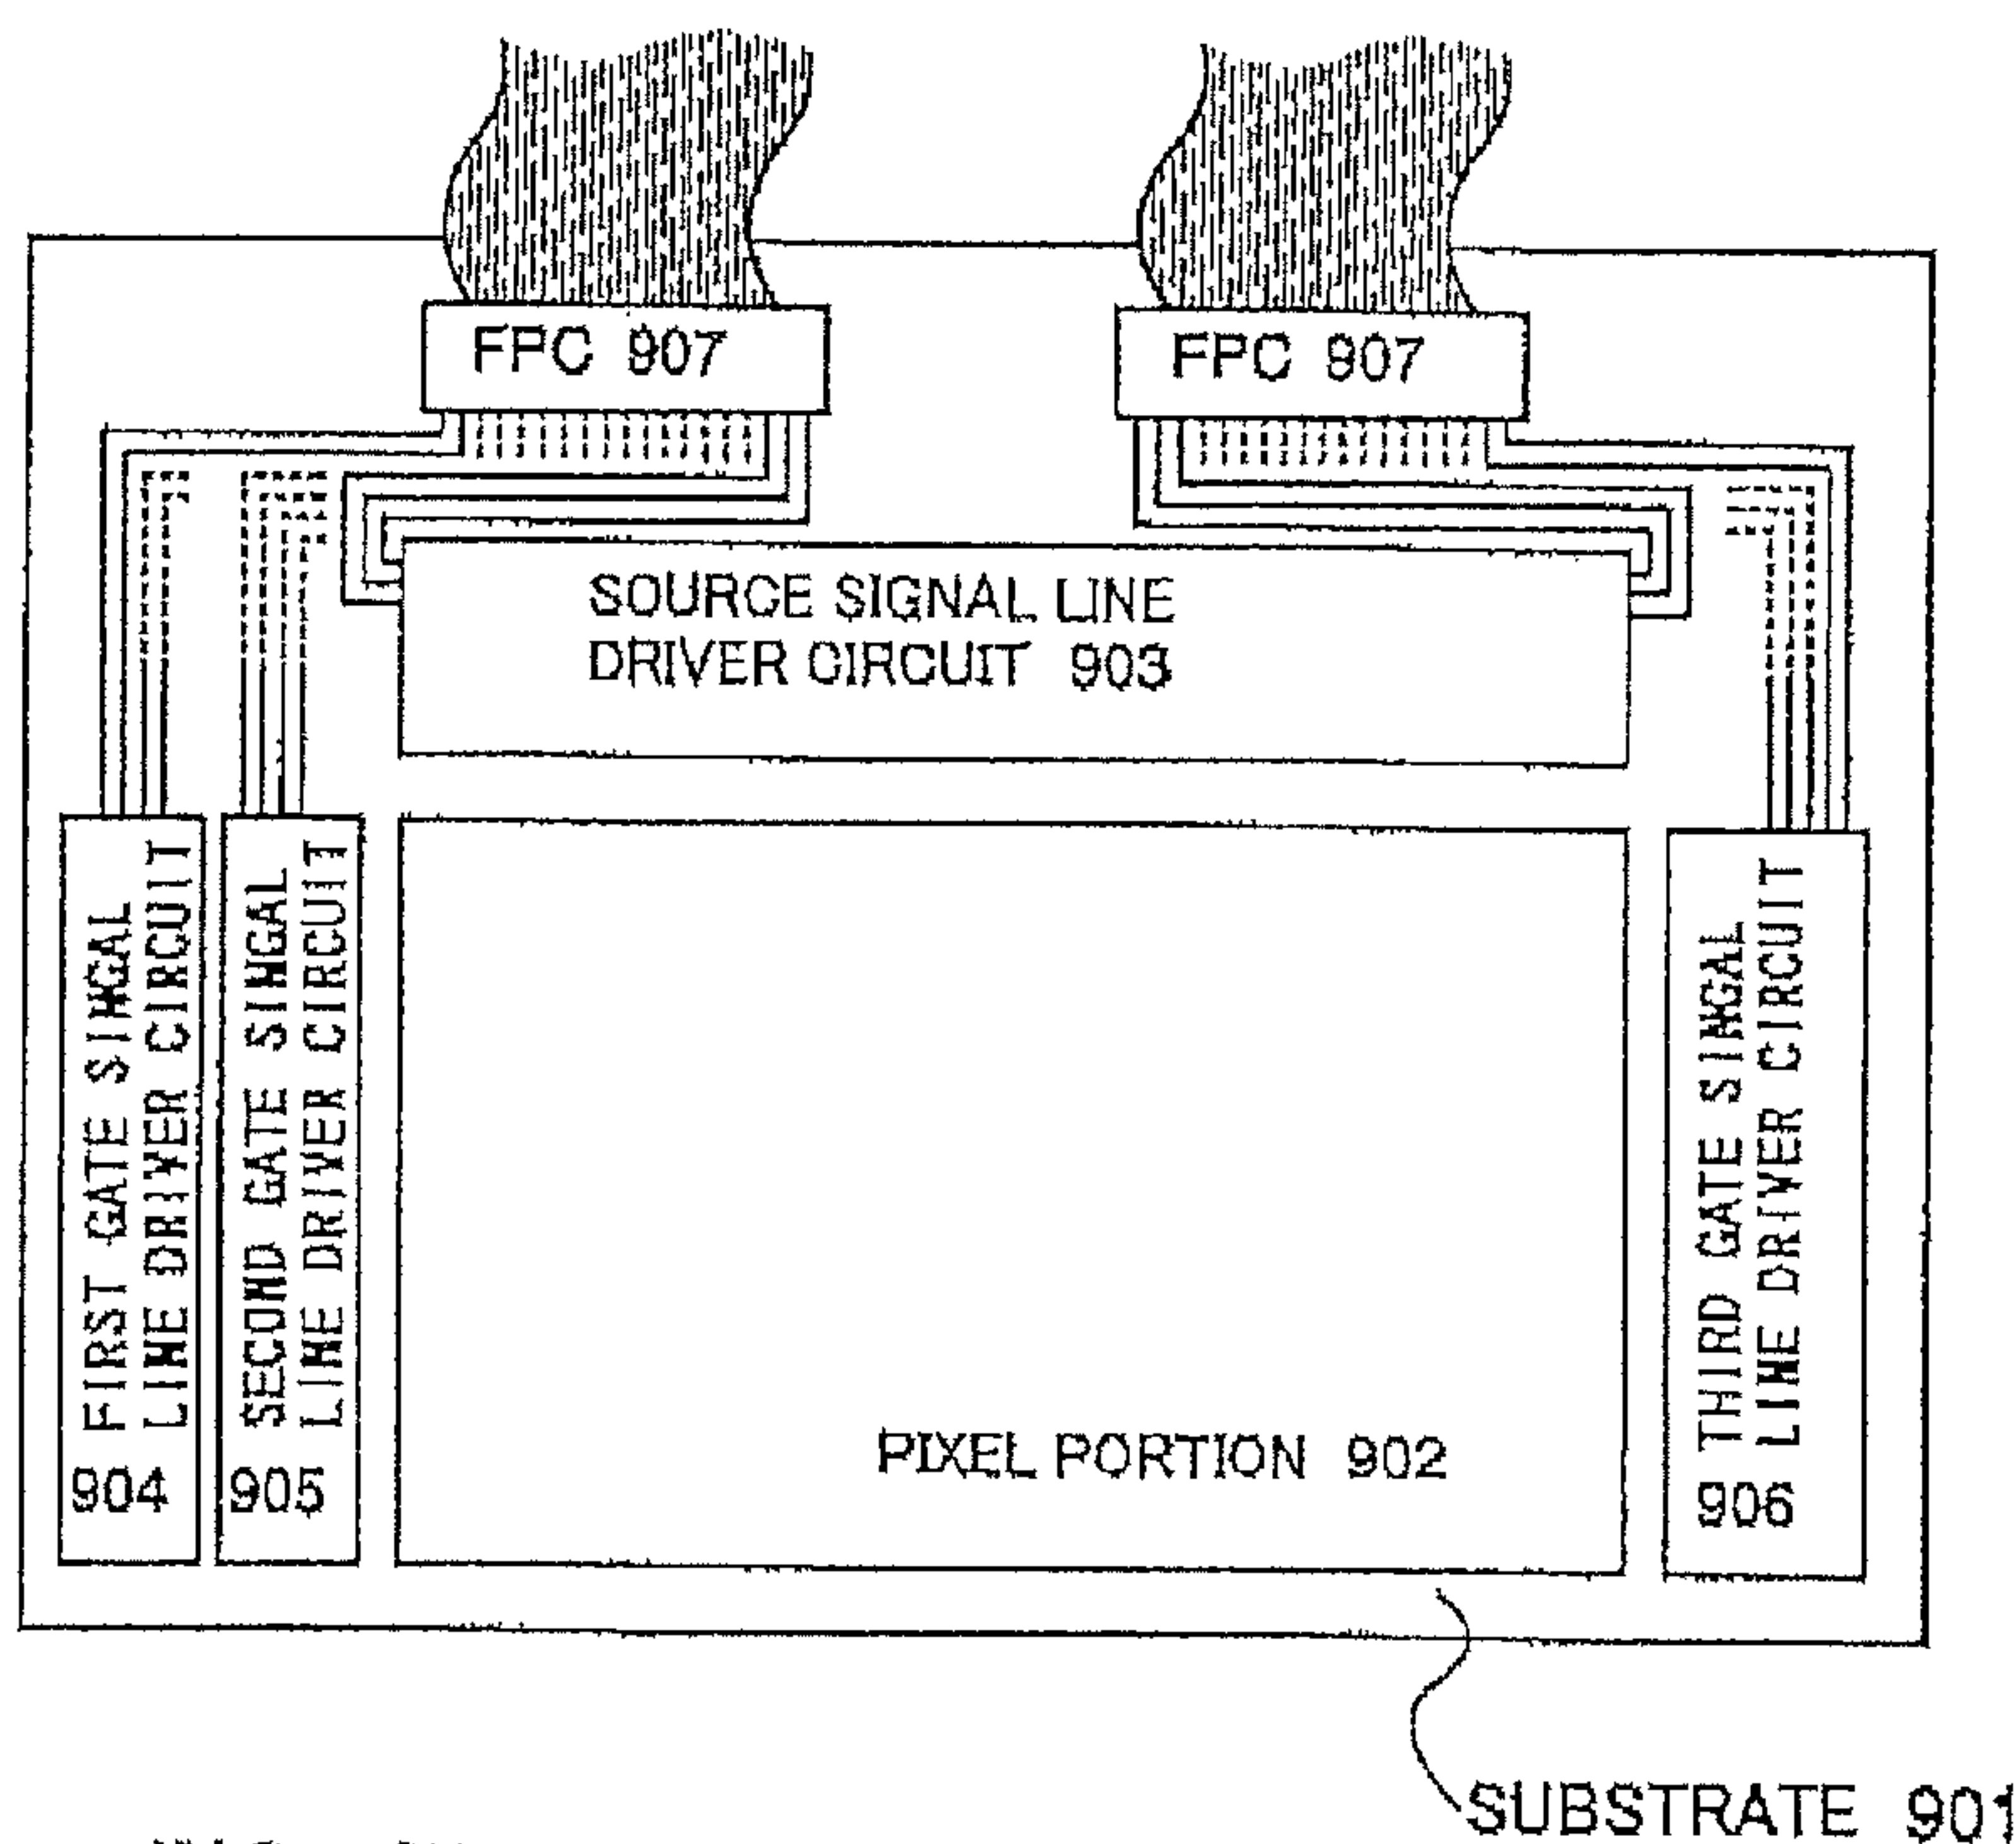 FPC 907
FPC 907
SOURCE SIGNAL LINE
DRIVER CIRCUIT 903
FIRST GATE SINGAL
LINE DRIVER CIRCUIT
904
SECOND GATE SINGAL
LINE DRIVER CIRCUIT
905
PIXEL PORTION 902
THIRD GATE SINGAL
LINE DRIVER CIRCUIT
906
SUBSTRATE 901